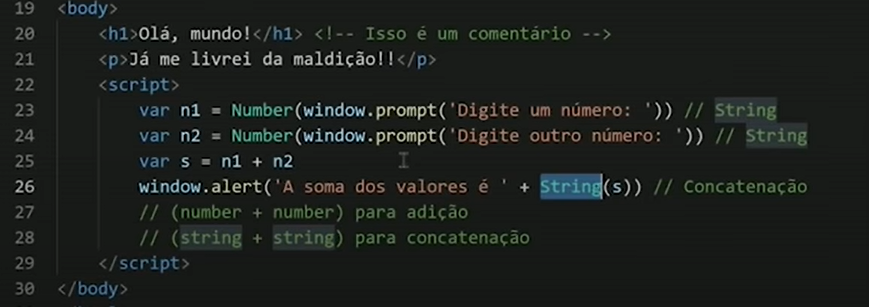 19 <body>
20 <h1>Olá, mundo!</h1> <!-- Isso é um comentário -->
21 <p>Já me livrei da maldição!!</p>
22 <script>
23 var n1 = Number(window.prompt('Digite um número: ')) // String
24 var n2 = Number(window.prompt('Digite outro número: ')) // String
25 var s = n1 + n2
26 window.alert('A soma dos valores é ' + String(s)) // Concatenação
27 // (number + number) para adição
28 // (string + string) para concatenação
29 </script>
30 </body>